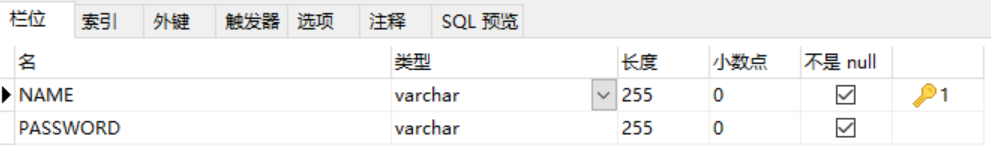 栏位 索引 外键 触发器 选项 注释 SQL 预览
名 类型 长度 小数点 不是 null
NAME varchar 255 0 1
PASSWORD varchar 255 0